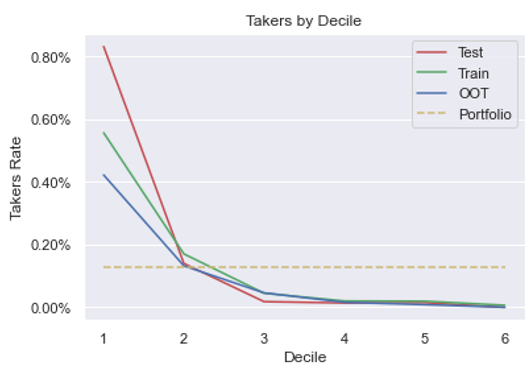 Takers by Decile
Test
Train
OOT
Portfolio
Takers Rate
0.80%
0.60%
0.40%
0.20%
0.00%
1 2 3 4 5 6
Decile